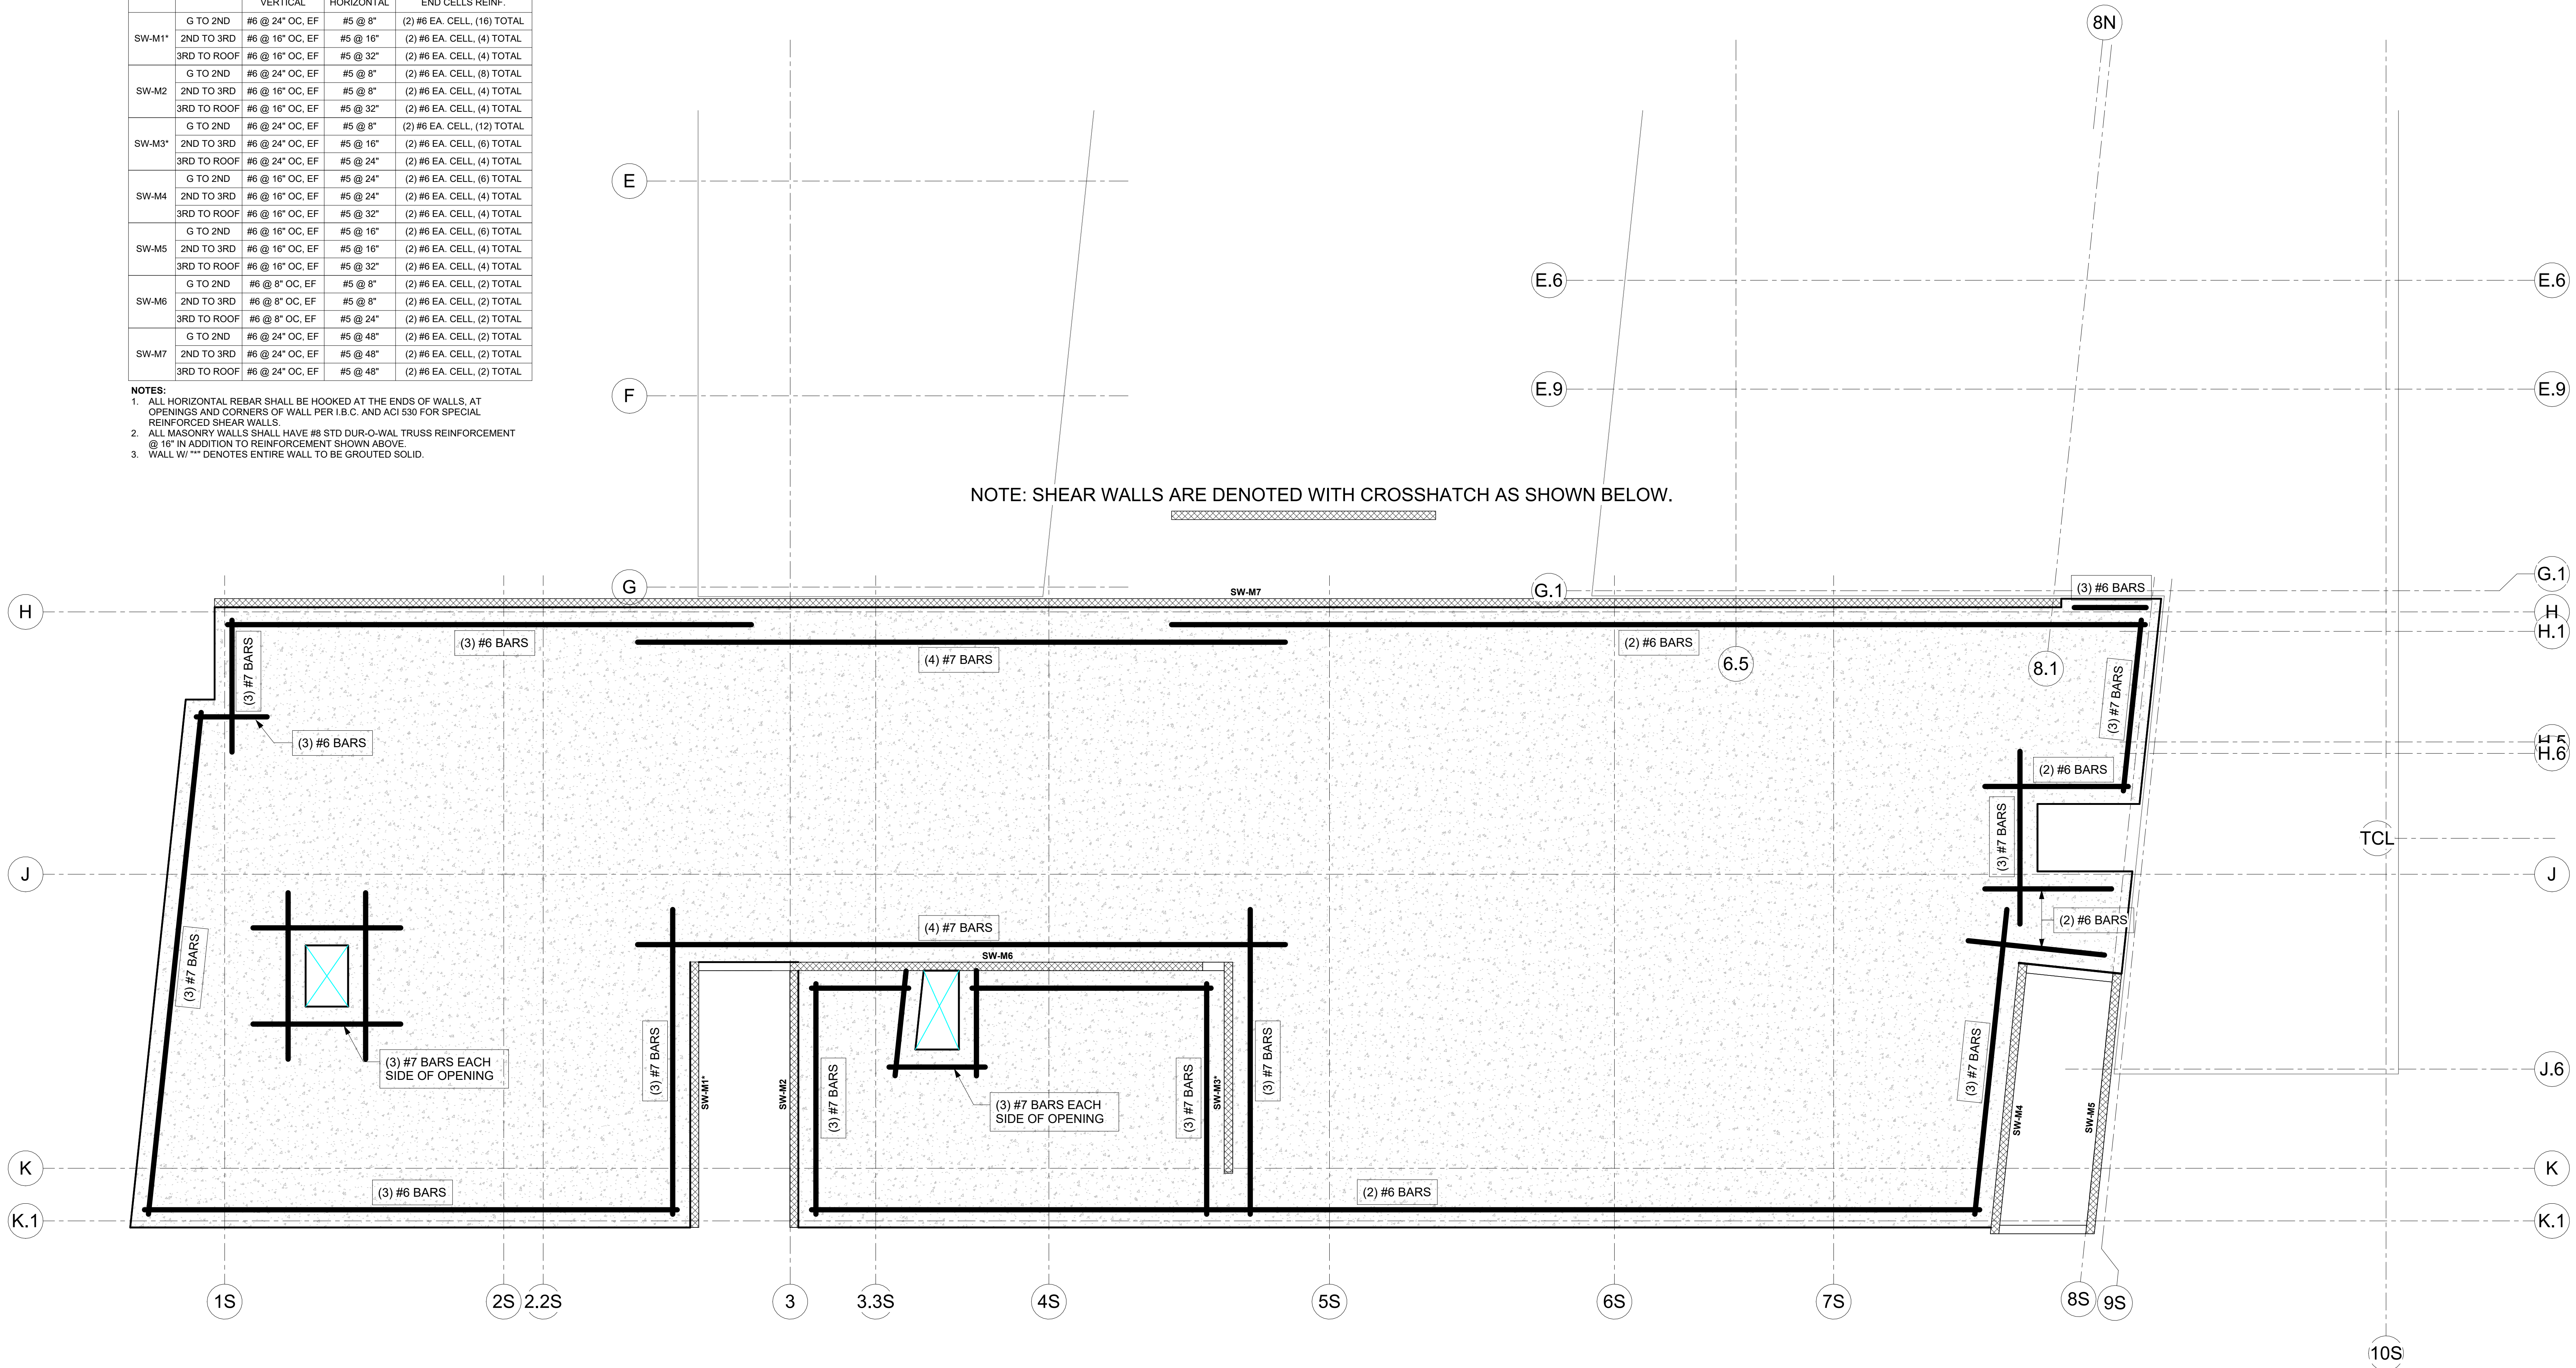 VERTICAL HORIZONTAL END CELLS REINF.
SW-M1*
G TO 2ND #6 @ 24" OC, EF #5 @ 8" (2) #6 EA. CELL, (16) TOTAL
2ND TO 3RD #6 @ 16" OC, EF #5 @ 16" (2) #6 EA. CELL, (4) TOTAL
3RD TO ROOF #6 @ 16" OC, EF #5 @ 32" (2) #6 EA. CELL, (4) TOTAL
SW-M2
G TO 2ND #6 @ 24" OC, EF #5 @ 8" (2) #6 EA. CELL, (8) TOTAL
2ND TO 3RD #6 @ 16" OC, EF #5 @ 8" (2) #6 EA. CELL, (4) TOTAL
3RD TO ROOF #6 @ 16" OC, EF #5 @ 32" (2) #6 EA. CELL, (4) TOTAL
SW-M3*
G TO 2ND #6 @ 24" OC, EF #5 @ 8" (2) #6 EA. CELL, (12) TOTAL
2ND TO 3RD #6 @ 24" OC, EF #5 @ 16" (2) #6 EA. CELL, (6) TOTAL
3RD TO ROOF #6 @ 24" OC, EF #5 @ 24" (2) #6 EA. CELL, (4) TOTAL
SW-M4
G TO 2ND #6 @ 16" OC, EF #5 @ 24" (2) #6 EA. CELL, (6) TOTAL
2ND TO 3RD #6 @ 16" OC, EF #5 @ 24" (2) #6 EA. CELL, (4) TOTAL
3RD TO ROOF #6 @ 16" OC, EF #5 @ 32" (2) #6 EA. CELL, (4) TOTAL
SW-M5
G TO 2ND #6 @ 16" OC, EF #5 @ 16" (2) #6 EA. CELL, (6) TOTAL
2ND TO 3RD #6 @ 16" OC, EF #5 @ 16" (2) #6 EA. CELL, (4) TOTAL
3RD TO ROOF #6 @ 16" OC, EF #5 @ 32" (2) #6 EA. CELL, (4) TOTAL
SW-M6
G TO 2ND #6 @ 8" OC, EF #5 @ 8" (2) #6 EA. CELL, (2) TOTAL
2ND TO 3RD #6 @ 8" OC, EF #5 @ 8" (2) #6 EA. CELL, (2) TOTAL
3RD TO ROOF #6 @ 8" OC, EF #5 @ 24" (2) #6 EA. CELL, (2) TOTAL
SW-M7
G TO 2ND #6 @ 24" OC, EF #5 @ 48" (2) #6 EA. CELL, (2) TOTAL
2ND TO 3RD #6 @ 24" OC, EF #5 @ 48" (2) #6 EA. CELL, (2) TOTAL
3RD TO ROOF #6 @ 24" OC, EF #5 @ 48" (2) #6 EA. CELL, (2) TOTAL
NOTES:
1. ALL HORIZONTAL REBAR SHALL BE HOOKED AT THE ENDS OF WALLS, AT
OPENINGS AND CORNERS OF WALL PER I.B.C. AND ACI 530 FOR SPECIAL
REINFORCED SHEAR WALLS.
2. ALL MASONRY WALLS SHALL HAVE #8 STD DUR-O-WAL TRUSS REINFORCEMENT
@ 16" IN ADDITION TO REINFORCEMENT SHOWN ABOVE.
3. WALL W/ "*" DENOTES ENTIRE WALL TO BE GROUTED SOLID.
8N
E
E.6
E.6
E.9
E.9
F
NOTE: SHEAR WALLS ARE DENOTED WITH CROSSHATCH AS SHOWN BELOW.
G
G.1
G.1
SW-M7
(3) #6 BARS
H
H
H.1
(3) #6 BARS
(4) #7 BARS
(2) #6 BARS
6.5
8.1
(3) #7 BARS
(3) #7 BARS
(3) #6 BARS
H.5
H.6
(2) #6 BARS
(3) #7 BARS
TCL
J
J
(4) #7 BARS
(2) #6 BARS
SW-M6
(3) #7 BARS
(3) #7 BARS EACH
SIDE OF OPENING
(3) #7 BARS
SW-M1*
SW-M2
(3) #7 BARS
(3) #7 BARS EACH
SIDE OF OPENING
(3) #7 BARS
SW-M3*
(3) #7 BARS
(3) #7 BARS
SW-M4
SW-M5
J.6
K
K
(3) #6 BARS
(2) #6 BARS
K.1
K.1
1S
2S
2.2S
3
3.3S
4S
5S
6S
7S
8S
9S
10S